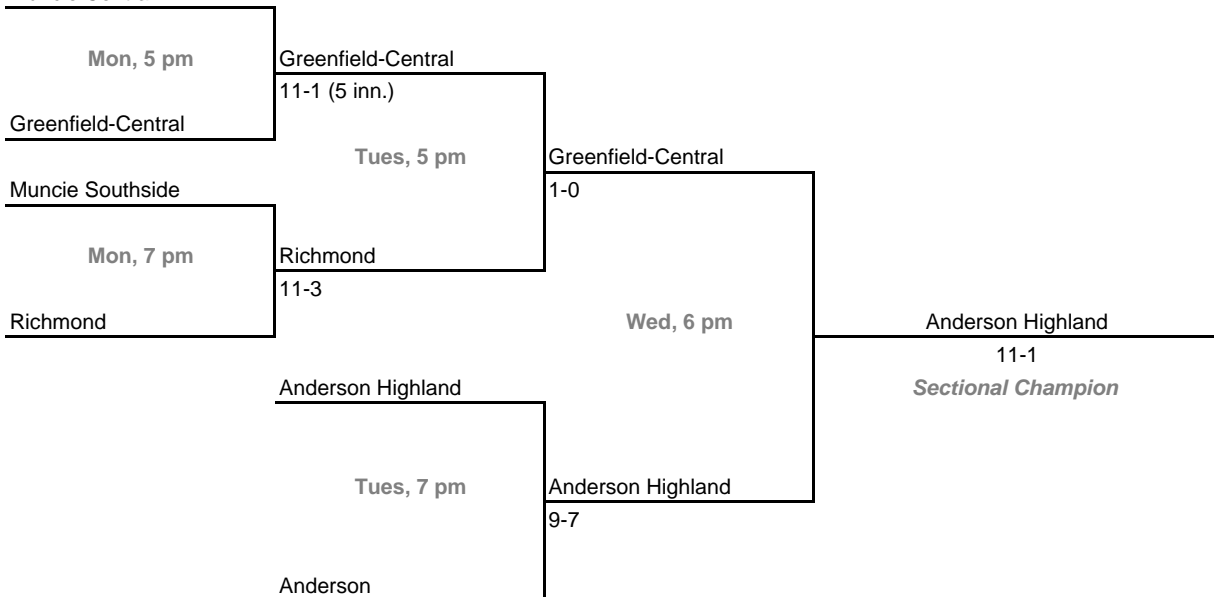 Mon, 5 pm
Greenfield-Central
11-1 (5 inn.)
Greenfield-Central
Tues, 5 pm
Greenfield-Central
1-0
Muncie Southside
Mon, 7 pm
Richmond
11-3
Richmond
Wed, 6 pm
Anderson Highland
11-1
Sectional Champion
Anderson Highland
Tues, 7 pm
Anderson Highland
9-7
Anderson